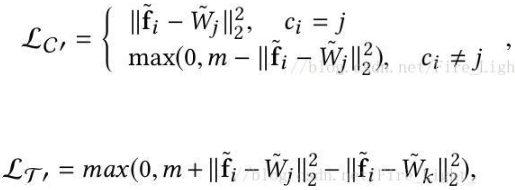 𝓛_{C′} = { ‖f̃_i − W̃_j‖₂², c_i = j
max(0, m − ‖f̃_i − W̃_j‖₂²), c_i ≠ j ,
𝓛_{𝒯′} = max(0, m + ‖f̃_i − W̃_j‖₂² − ‖f̃_i − W̃_k‖₂²),